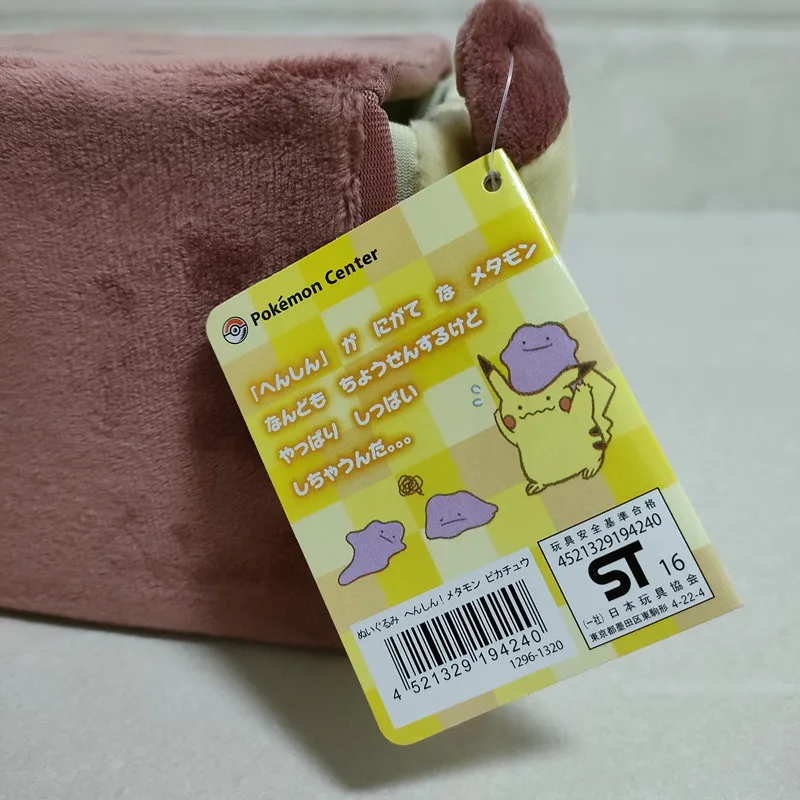 Pokémon Center
「へんしん」 が にがて な メタモン
なんども ちょうせんするけど
やっぱり しっぱい
しちゃうんだ。。。
ぬいぐるみ へんしん！メタモン ピカチュウ
4 521329 194240
1296-1320
玩具安全基準合格
4521329194240
ST 16
(一社)日本玩具協会
東京都墨田区東駒形 4-22-4